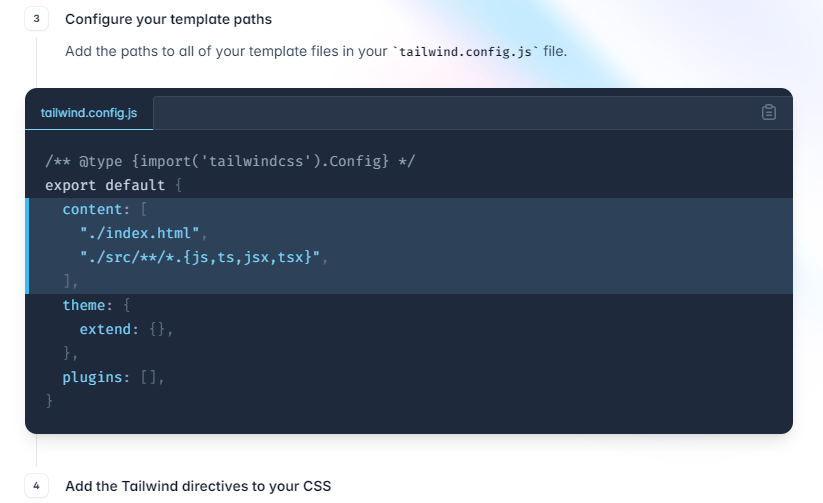 3 Configure your template paths
Add the paths to all of your template files in your `tailwind.config.js` file.
tailwind.config.js
/** @type {import('tailwindcss').Config} */
export default {
  content: [
    "./index.html",
    "./src/**/*.{js,ts,jsx,tsx}",
  ],
  theme: {
    extend: {},
  },
  plugins: [],
}
4 Add the Tailwind directives to your CSS